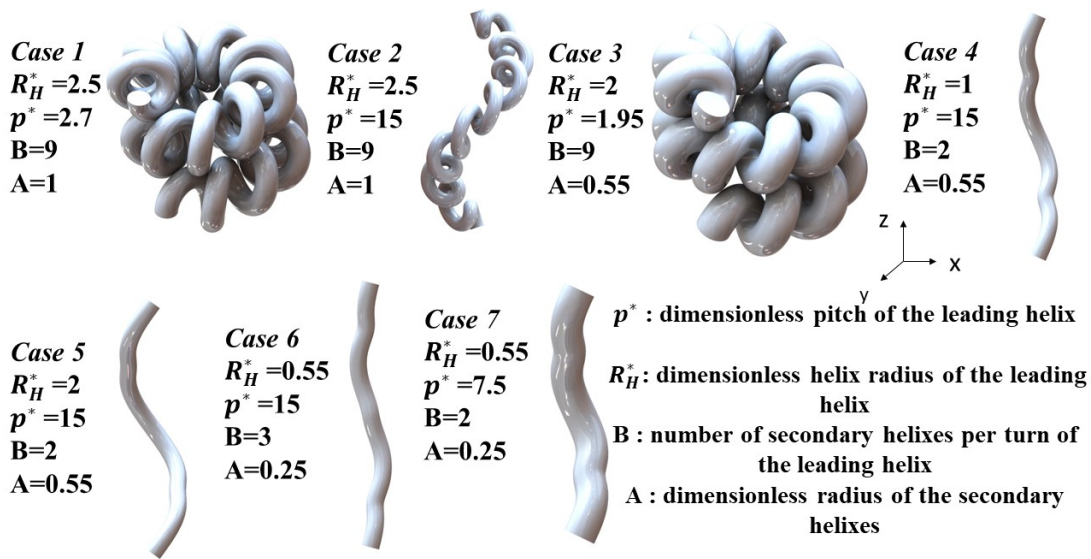 Case 1
R*H =2.5
p* =2.7
B=9
A=1
Case 2
R*H =2.5
p* =15
B=9
A=1
Case 3
R*H =2
p* =1.95
B=9
A=0.55
Case 4
R*H =1
p* =15
B=2
A=0.55
z
x
y
Case 5
R*H =2
p* =15
B=2
A=0.55
Case 6
R*H =0.55
p* =15
B=3
A=0.25
Case 7
R*H =0.55
p* =7.5
B=2
A=0.25
p* : dimensionless pitch of the leading helix
R*H: dimensionless helix radius of the leading
helix
B : number of secondary helixes per turn of
the leading helix
A : dimensionless radius of the secondary
helixes